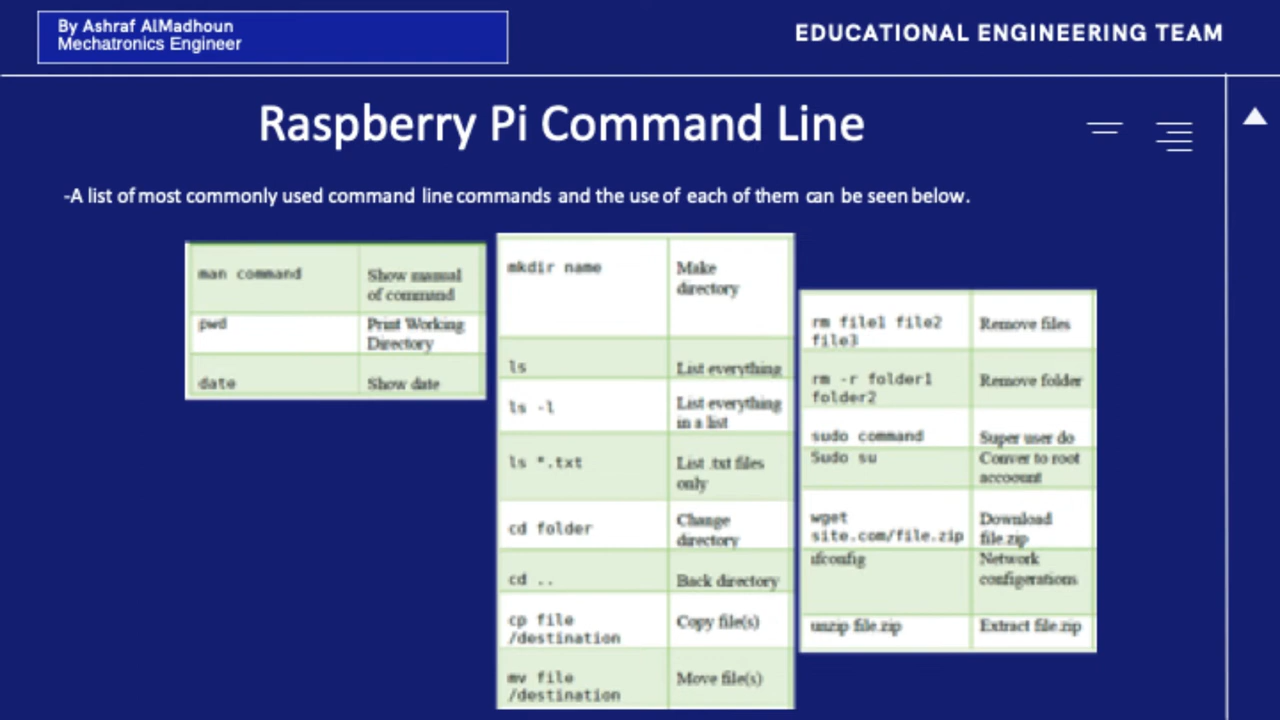 By Ashraf AlMadhoun
Mechatronics Engineer
EDUCATIONAL ENGINEERING TEAM
Raspberry Pi Command Line
-A list of most commonly used command line commands and the use of each of them can be seen below.
man command
Show manual
of command
pwd
Print Working
Directory
date
Show date
mkdir name
Make
directory
ls
List everything
ls -l
List everything
in a list
ls *.txt
List .txt files
only
cd folder
Change
directory
cd ..
Back directory
cp file
/destination
Copy file(s)
mv file
/destination
Move file(s)
rm file1 file2
file3
Remove files
rm -r folder1
folder2
Remove folder
sudo command
Super user do
Sudo su
Conver to root
accoount
wget
site.com/file.zip
Download
file.zip
ifconfig
Network
configerations
unzip file.zip
Extract file.zip